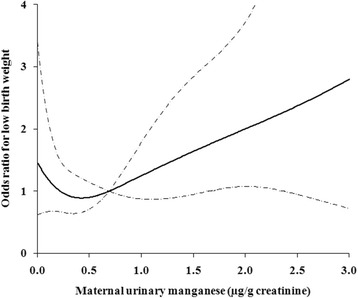 Odds ratio for low birth weight
4
3
2
1
0
0.0 0.5 1.0 1.5 2.0 2.5 3.0
Maternal urinary manganese (µg/g creatinine)